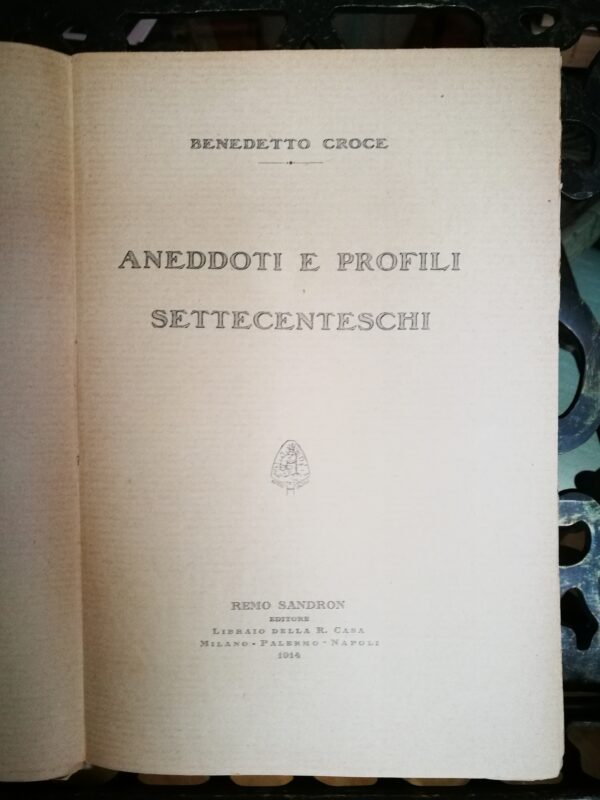 BENEDETTO CROCE
ANEDDOTI E PROFILI
SETTECENTESCHI
REMO SANDRON
EDITORE
LIBRAIO DELLA R. CASA
MILANO - PALERMO - NAPOLI
1914